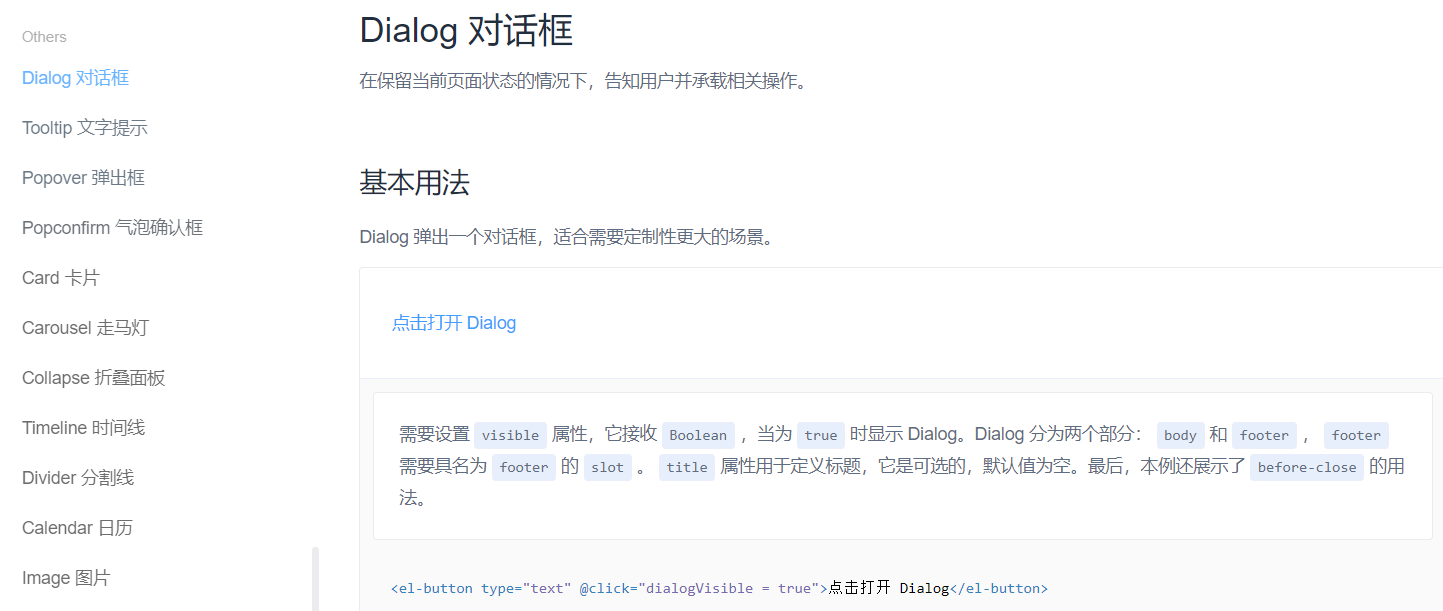 Others
Dialog 对话框
Tooltip 文字提示
Popover 弹出框
Popconfirm 气泡确认框
Card 卡片
Carousel 走马灯
Collapse 折叠面板
Timeline 时间线
Divider 分割线
Calendar 日历
Image 图片
Dialog 对话框
在保留当前页面状态的情况下，告知用户并承载相关操作。
基本用法
Dialog 弹出一个对话框，适合需要定制性更大的场景。
点击打开 Dialog
需要设置 visible 属性，它接收 Boolean ，当为 true 时显示 Dialog。Dialog 分为两个部分： body 和 footer ， footer
需要具名为 footer 的 slot 。 title 属性用于定义标题，它是可选的，默认值为空。最后，本例还展示了 before-close 的用
法。
<el-button type="text" @click="dialogVisible = true">点击打开 Dialog</el-button>